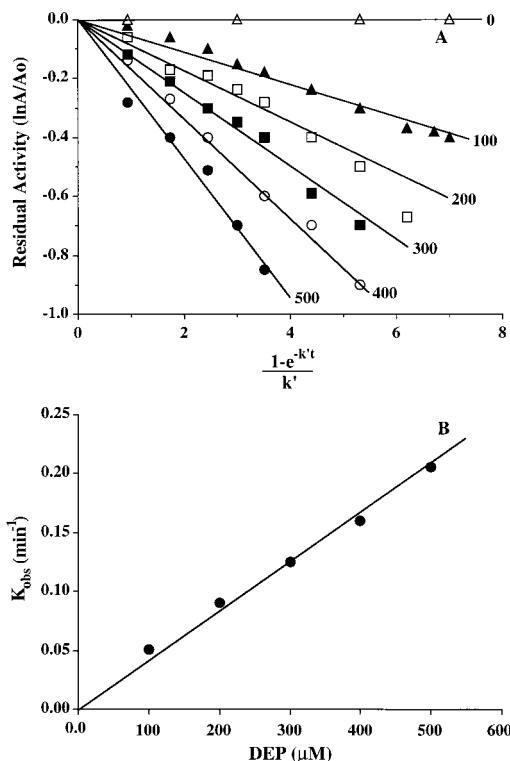 A
0.0
-0.2
-0.4
-0.6
-0.8
-1.0
Residual Activity (lnA/Ao)
0
100
200
300
400
500
0 2 4 6 8
1-e-k't
k'
B
0.25
0.20
0.15
0.10
0.05
0.00
Kobs (min-1)
0.0 100 200 300 400 500 600
DEP (μM)